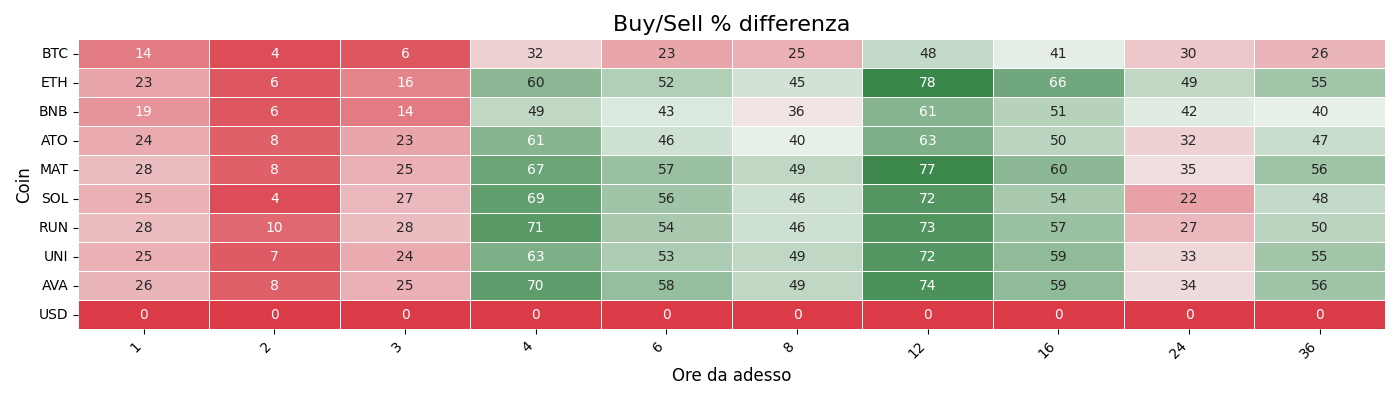 Buy/Sell % differenza
BTC 14 4 6 32 23 25 48 41 30 26
ETH 23 6 16 60 52 45 78 66 49 55
BNB 19 6 14 49 43 36 61 51 42 40
ATO 24 8 23 61 46 40 63 50 32 47
MAT 28 8 25 67 57 49 77 60 35 56
SOL 25 4 27 69 56 46 72 54 22 48
RUN 28 10 28 71 54 46 73 57 27 50
UNI 25 7 24 63 53 49 72 59 33 55
AVA 26 8 25 70 58 49 74 59 34 56
USD 0 0 0 0 0 0 0 0 0 0
Coin
1 2 3 4 6 8 12 16 24 36
Ore da adesso